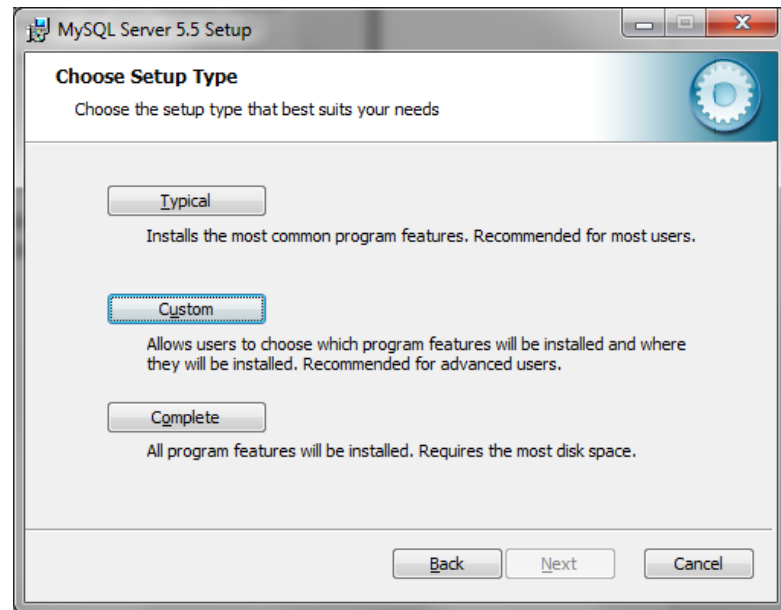 MySQL Server 5.5 Setup
Choose Setup Type
Choose the setup type that best suits your needs
Typical
Installs the most common program features. Recommended for most users.
Custom
Allows users to choose which program features will be installed and where
they will be installed. Recommended for advanced users.
Complete
All program features will be installed. Requires the most disk space.
Back Next Cancel